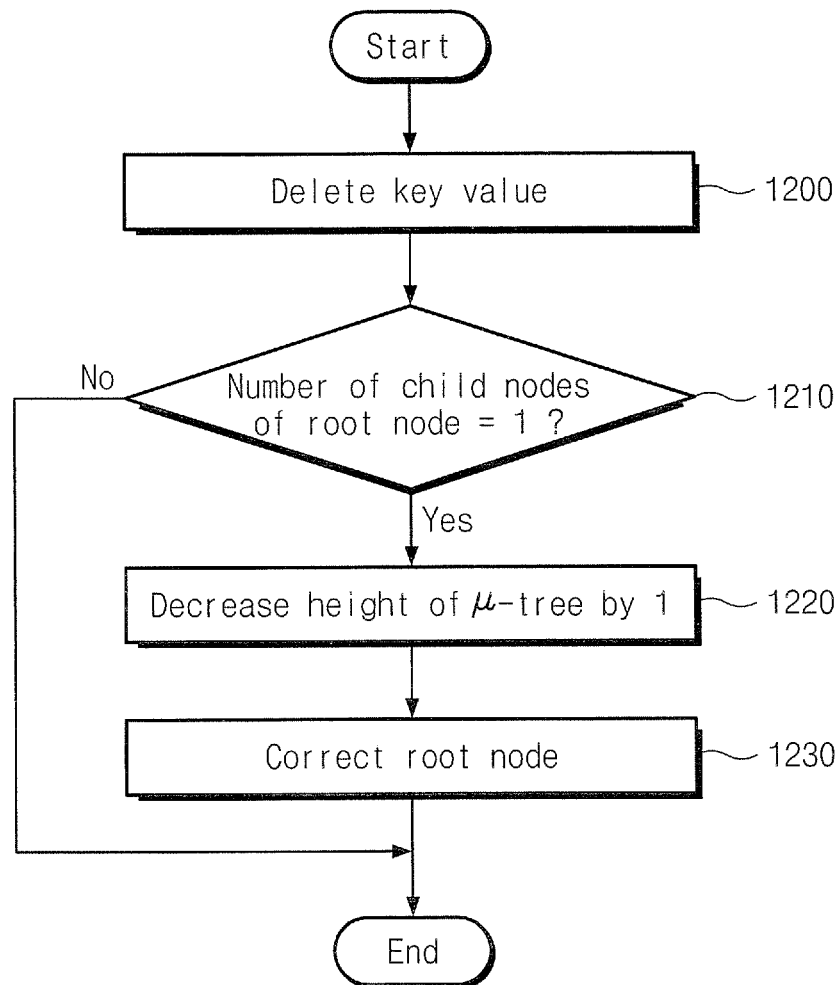 Start
Delete key value
1200
No
Number of child nodes
of root node = 1 ?
1210
Yes
Decrease height of μ-tree by 1
1220
Correct root node
1230
End